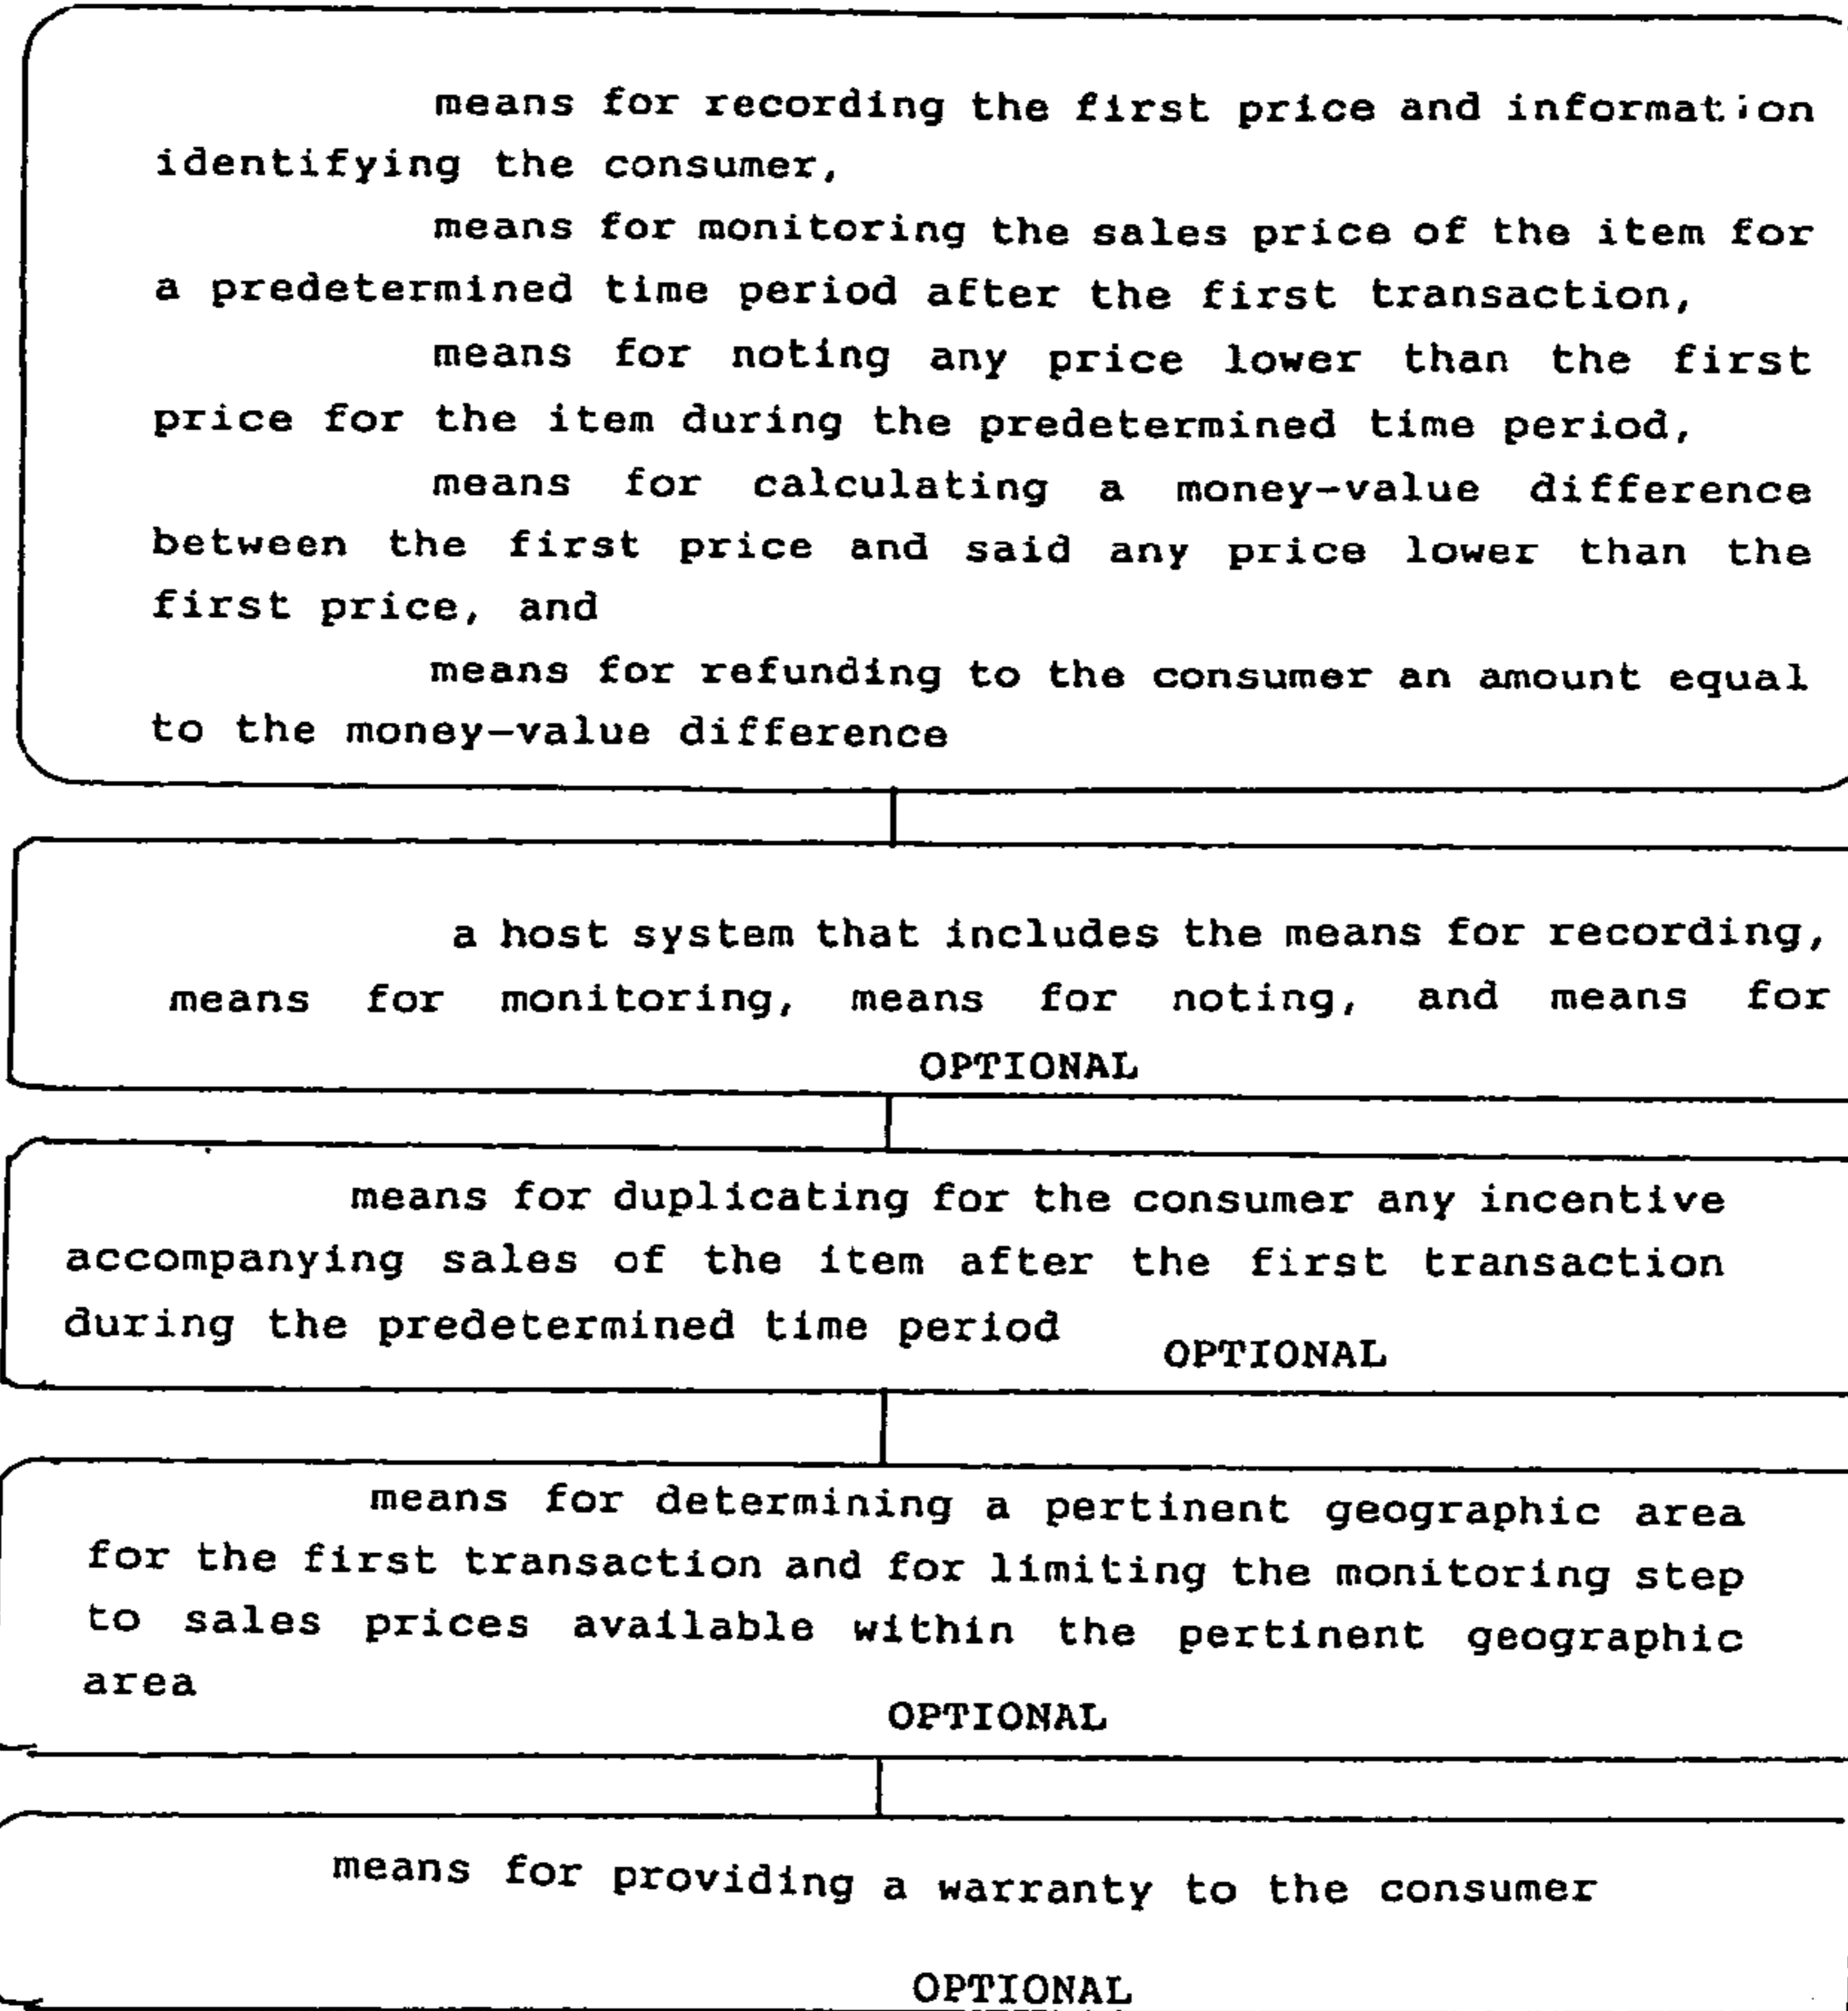 means for recording the first price and information
identifying the consumer,
means for monitoring the sales price of the item for
a predetermined time period after the first transaction,
means for noting any price lower than the first
price for the item during the predetermined time period,
means for calculating a money-value difference
between the first price and said any price lower than the
first price, and
means for refunding to the consumer an amount equal
to the money-value difference
a host system that includes the means for recording,
means for monitoring, means for noting, and means for
OPTIONAL
means for duplicating for the consumer any incentive
accompanying sales of the item after the first transaction
during the predetermined time period
OPTIONAL
means for determining a pertinent geographic area
for the first transaction and for limiting the monitoring step
to sales prices available within the pertinent geographic
area
OPTIONAL
means for providing a warranty to the consumer
OPTIONAL